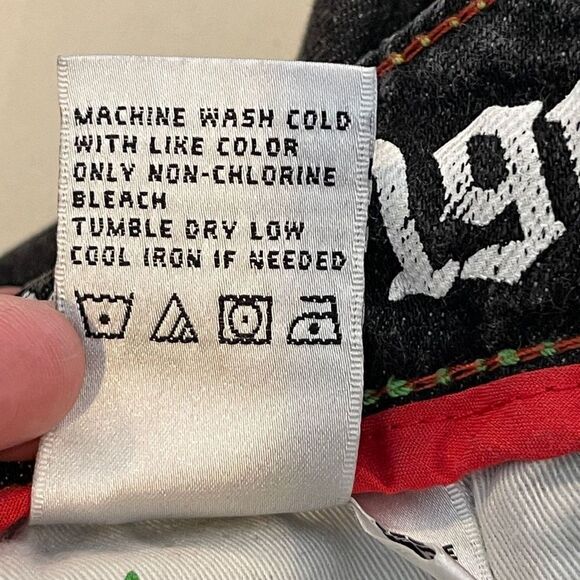 MACHINE WASH COLD
WITH LIKE COLOR
ONLY NON-CHLORINE
BLEACH
TUMBLE DRY LOW
COOL IRON IF NEEDED